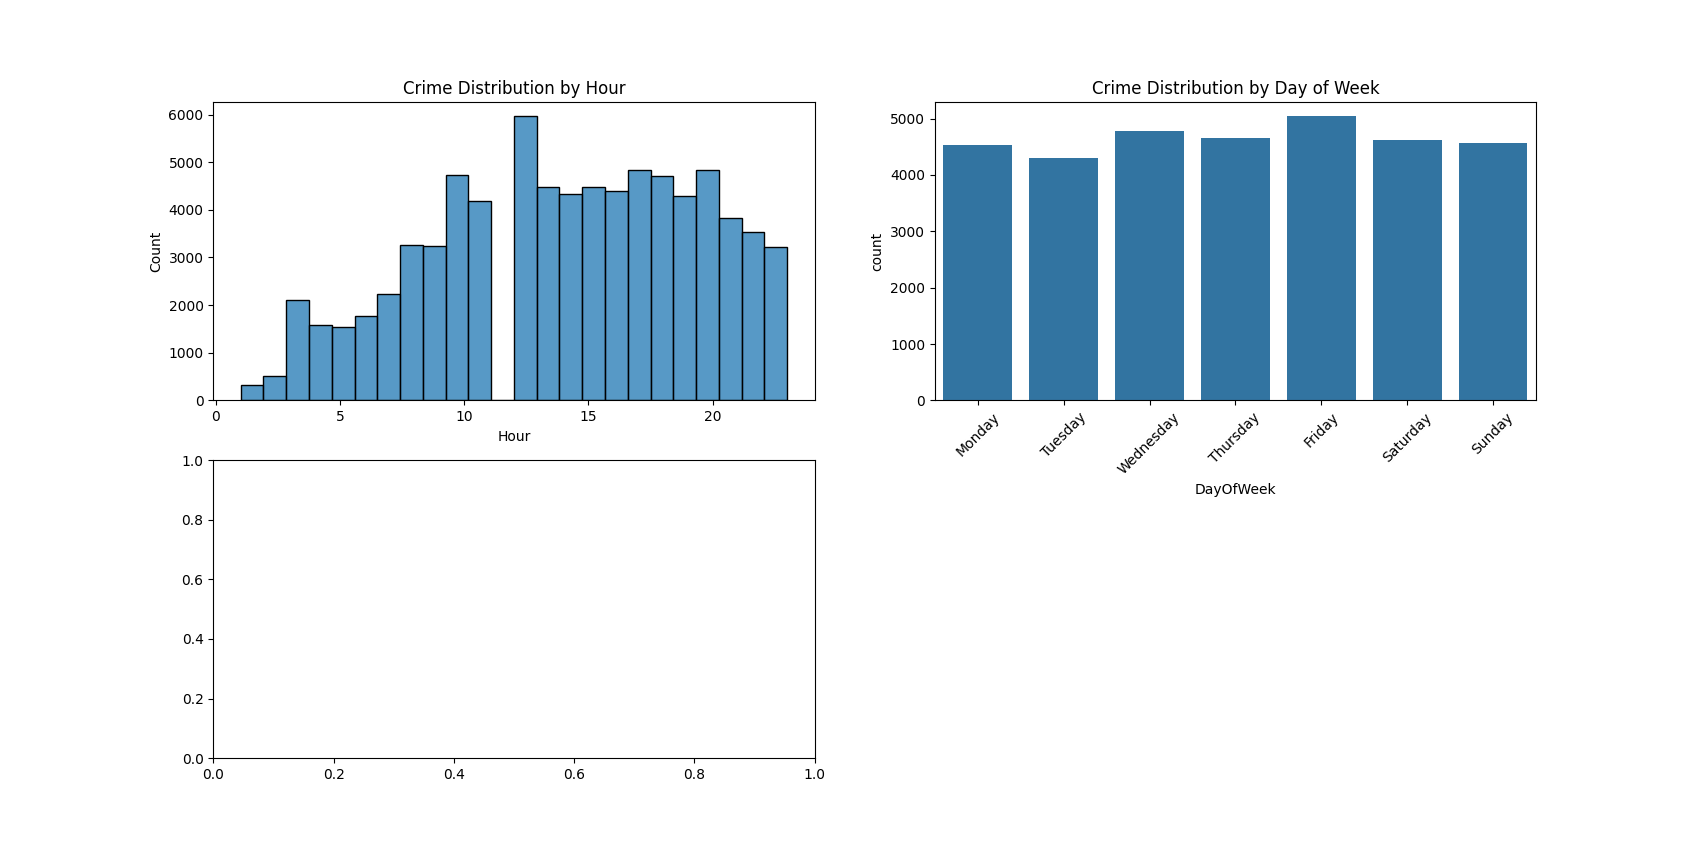 Crime Distribution by Hour
6000
5000
4000
3000
2000
1000
0
Count
0 5 10 15 20
Hour
Crime Distribution by Day of Week
5000
4000
3000
2000
1000
0
count
Monday Tuesday Wednesday Thursday Friday Saturday Sunday
DayOfWeek
1.0
0.8
0.6
0.4
0.2
0.0
0.0 0.2 0.4 0.6 0.8 1.0